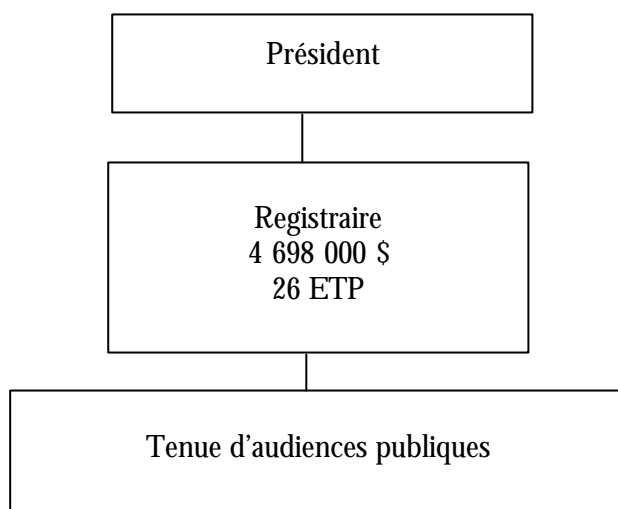 Président
Registraire
4 698 000 $
26 ETP
Tenue d'audiences publiques